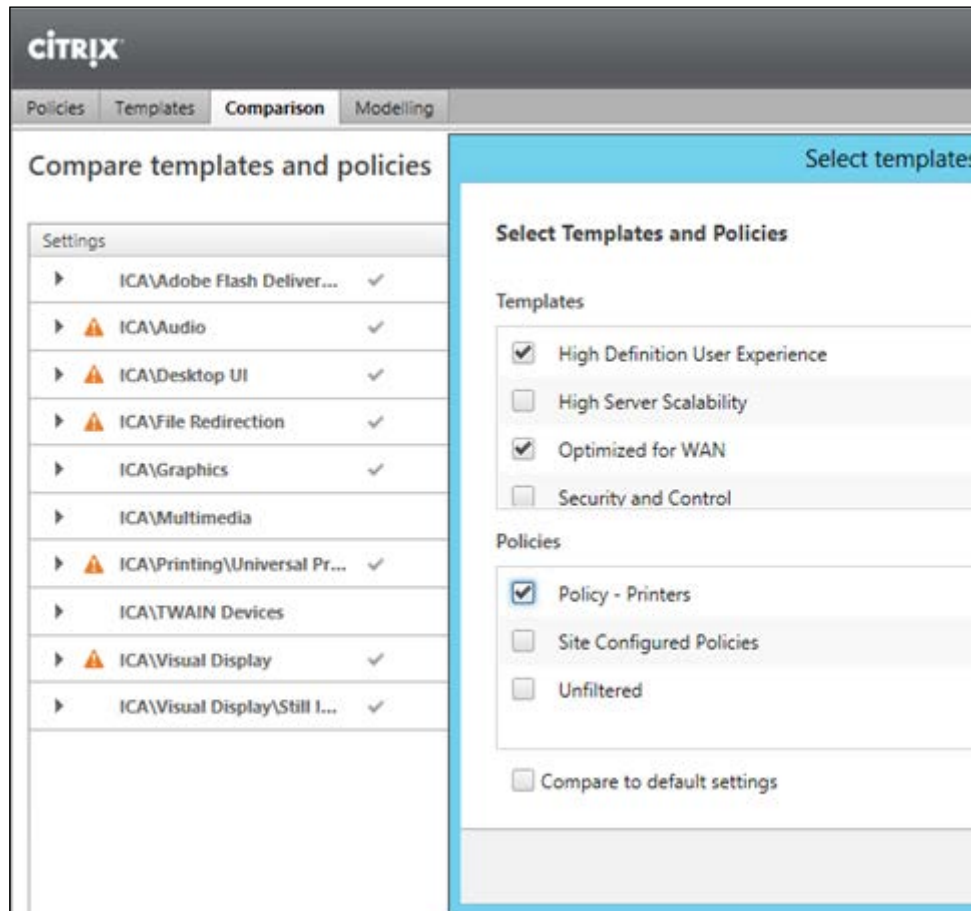 CİTRIX
Policies Templates Comparison Modelling
Compare templates and policies
Settings
ICA\Adobe Flash Deliver...
ICA\Audio
ICA\Desktop UI
ICA\File Redirection
ICA\Graphics
ICA\Multimedia
ICA\Printing\Universal Pr...
ICA\TWAIN Devices
ICA\Visual Display
ICA\Visual Display\Still I...
Select templates
Select Templates and Policies
Templates
High Definition User Experience
High Server Scalability
Optimized for WAN
Security and Control
Policies
Policy - Printers
Site Configured Policies
Unfiltered
Compare to default settings